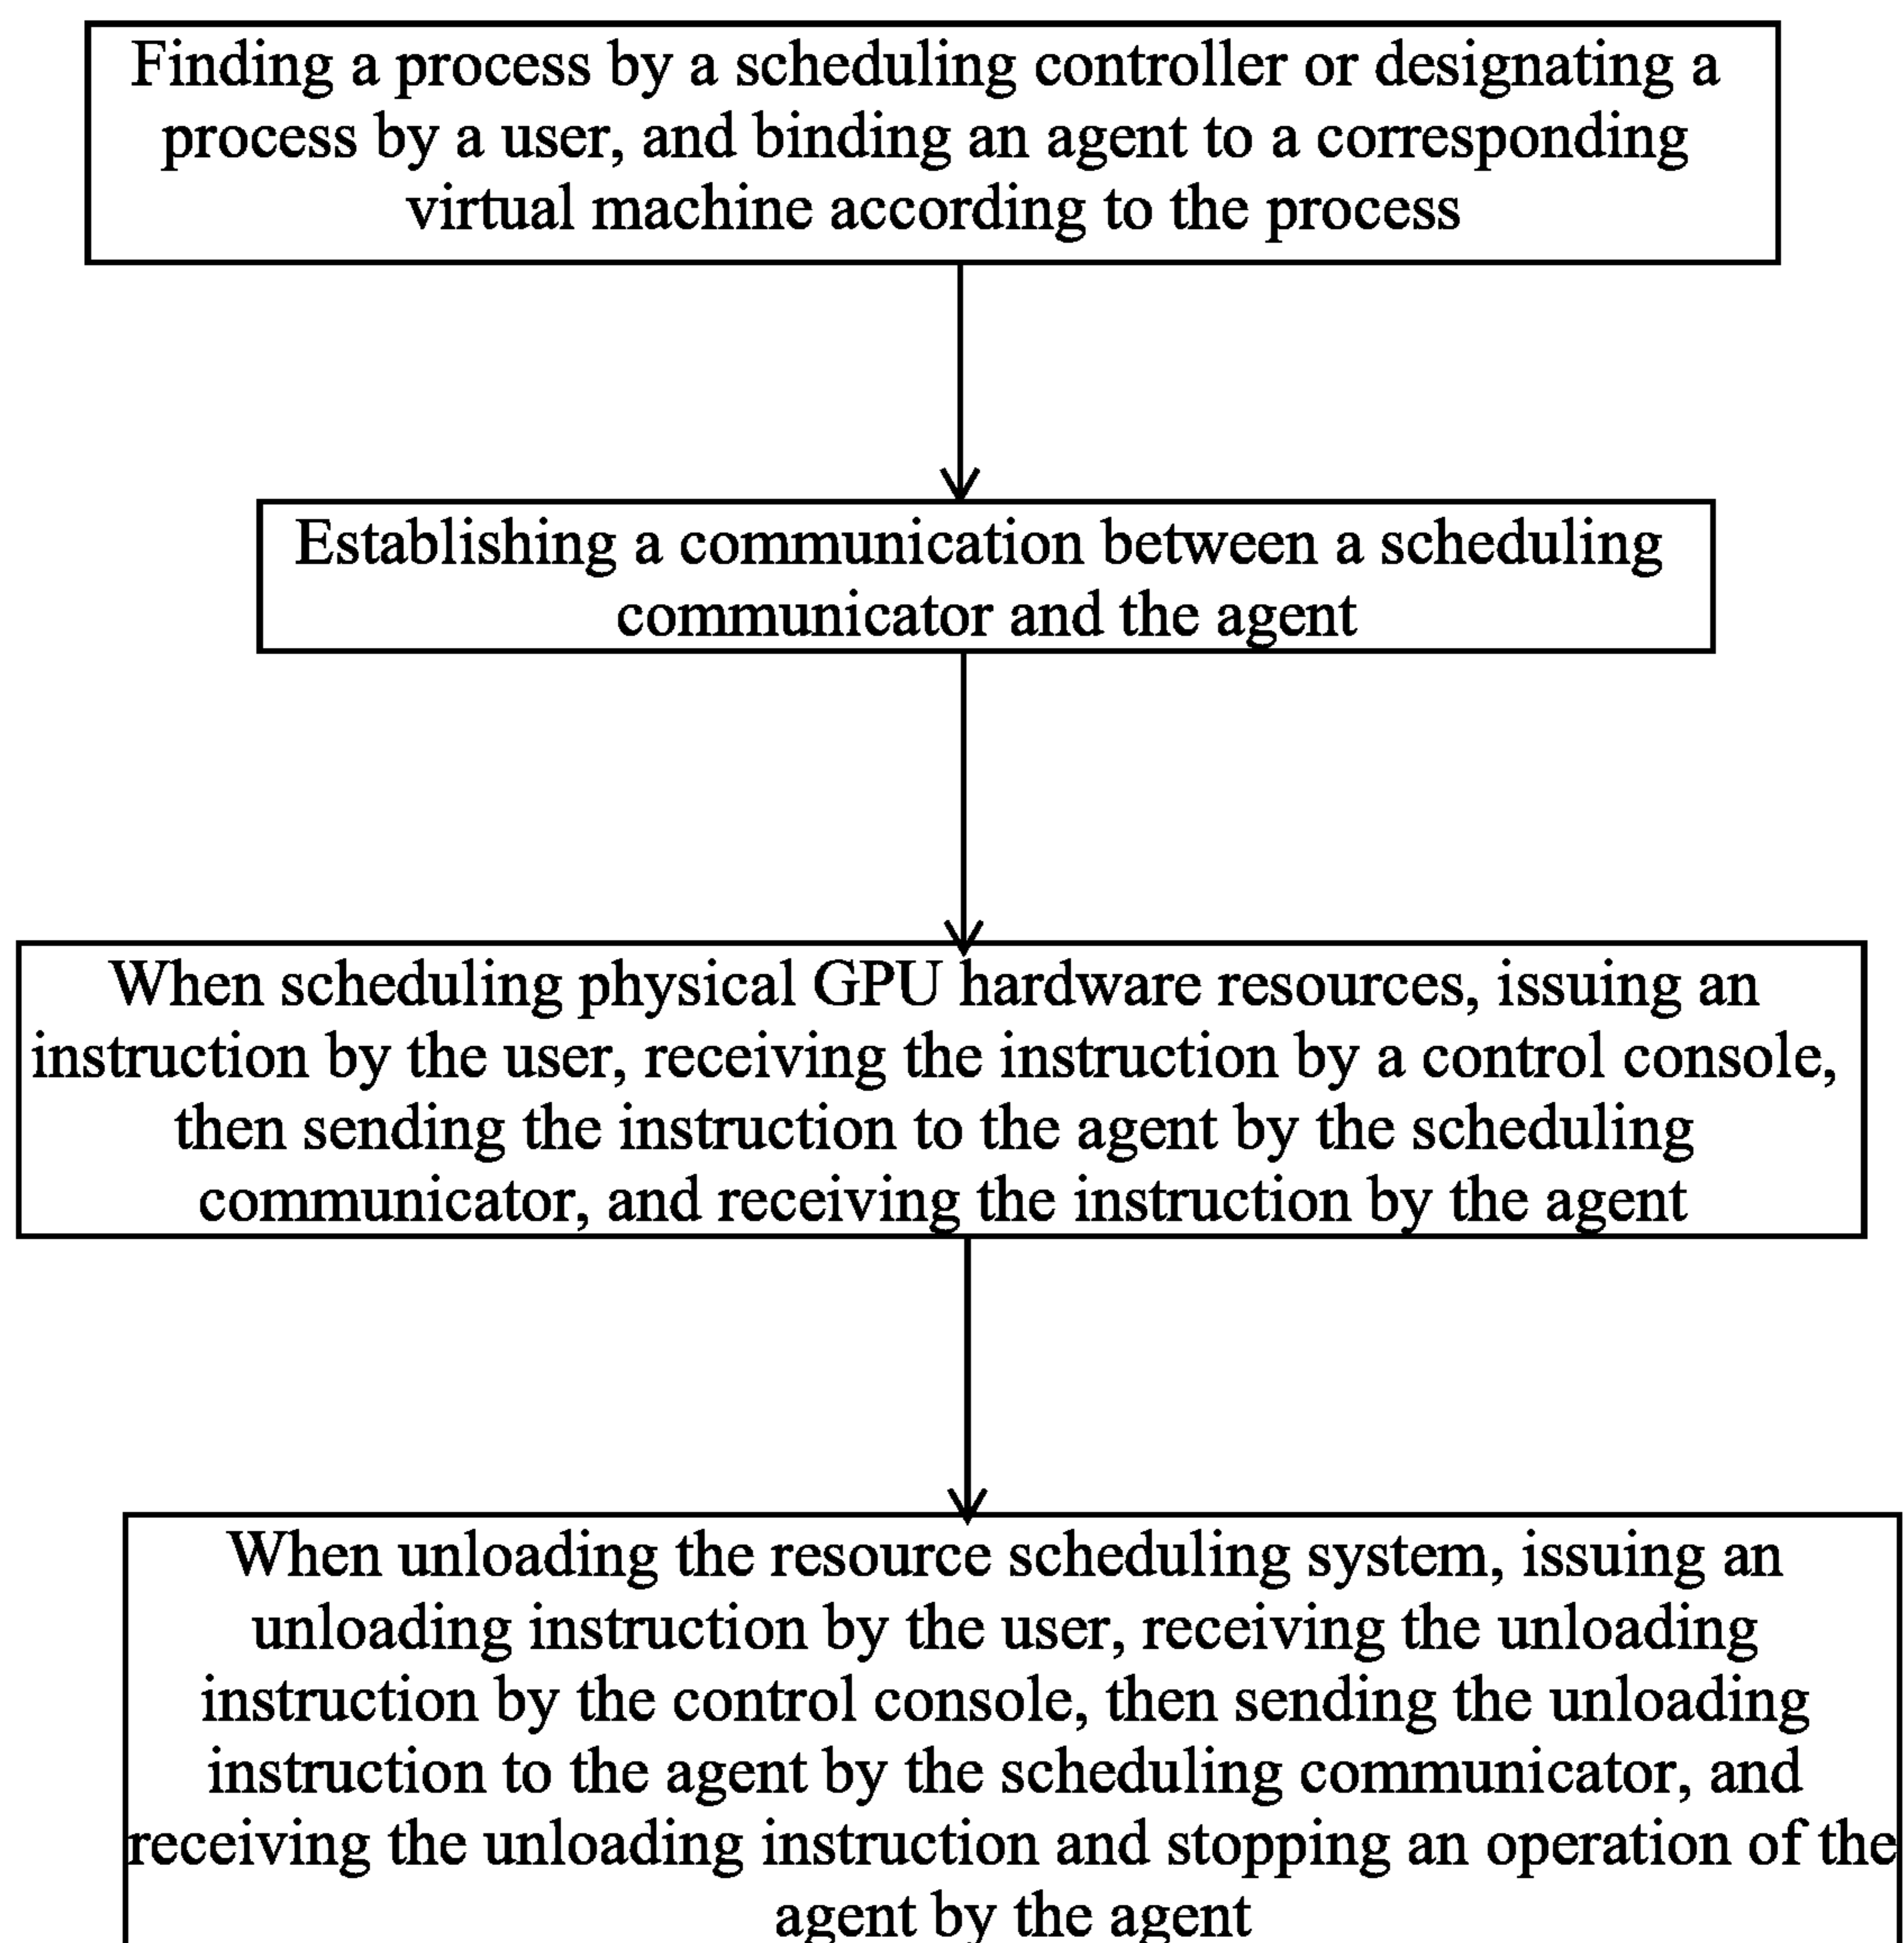 Finding a process by a scheduling controller or designating a
process by a user, and binding an agent to a corresponding
virtual machine according to the process
Establishing a communication between a scheduling
communicator and the agent
When scheduling physical GPU hardware resources, issuing an
instruction by the user, receiving the instruction by a control console,
then sending the instruction to the agent by the scheduling
communicator, and receiving the instruction by the agent
When unloading the resource scheduling system, issuing an
unloading instruction by the user, receiving the unloading
instruction by the control console, then sending the unloading
instruction to the agent by the scheduling communicator, and
receiving the unloading instruction and stopping an operation of the
agent by the agent